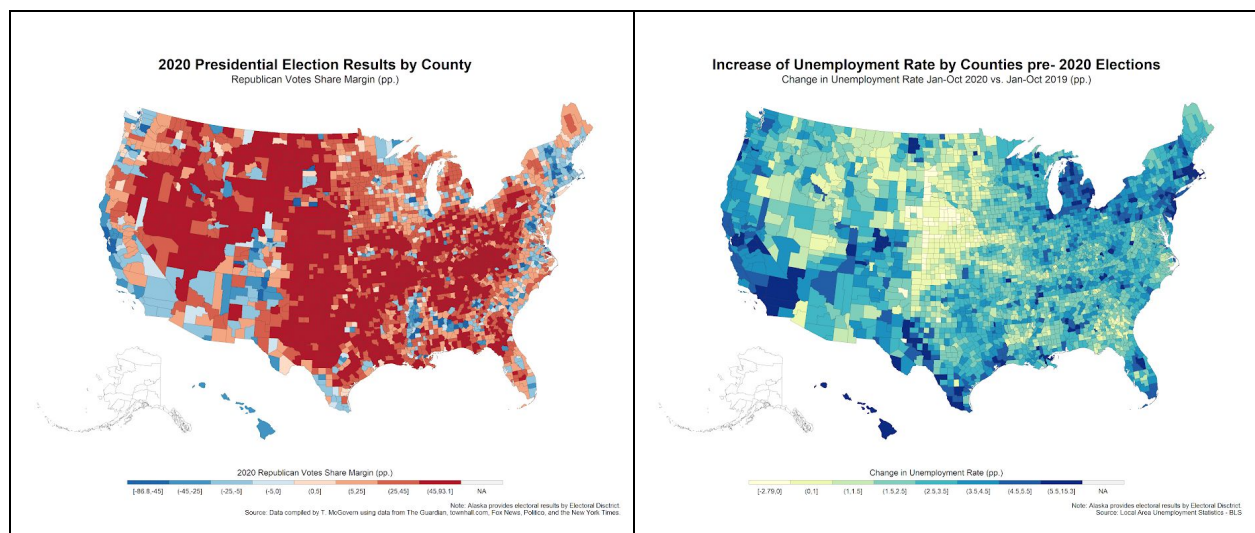 2020 Presidential Election Results by County
Republican Votes Share Margin (pp.)
2020 Republican Votes Share Margin (pp.)
[-86.8,-45] (-45,-25] (-25,-5] (-5,0] (0,5] (5,25] (25,45] (45,93.1] NA
Note: Alaska provides electoral results by Electoral Disctrict.
Source: Data compiled by T. McGovern using data from The Guardian, townhall.com, Fox News, Politico, and the New York Times.
Increase of Unemployment Rate by Counties pre- 2020 Elections
Change in Unemployment Rate Jan-Oct 2020 vs. Jan-Oct 2019 (pp.)
Change in Unemployment Rate (pp.)
[-2.79,0] (0,1] (1,1.5] (1.5,2.5] (2.5,3.5] (3.5,4.5] (4.5,5.5] (5.5,15.3] NA
Note: Alaska provides electoral results by Electoral Disctrict.
Source: Local Area Unemployment Statistics - BLS